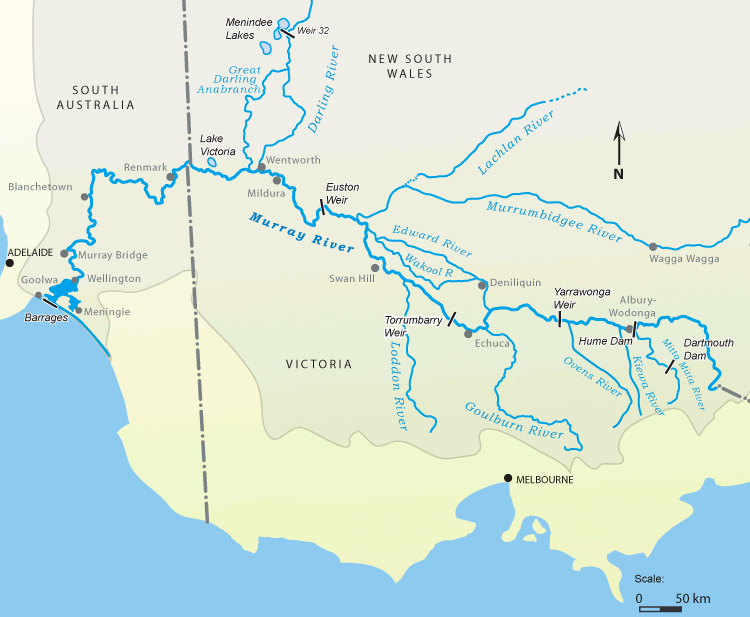 Menindee
Lakes
Weir 32
NEW SOUTH
WALES
Great
Darling
Anabranch
Darling River
SOUTH
AUSTRALIA
Lachlan River
N
Lake
Victoria
Wentworth
Renmark
Mildura
Euston
Weir
Blanchetown
Murray River
Murrumbidgee River
Edward River
Wakool R
Wagga Wagga
ADELAIDE
Murray Bridge
Swan Hill
Goolwa
Wellington
Deniliquin
Yarrawonga
Weir
Albury-
Wodonga
Meningie
Barrages
Torrumbarry
Weir
Echuca
Hume Dam
Dartmouth
Dam
Mitta Mitta River
Kiewa River
Ovens River
VICTORIA
Loddon River
Goulburn River
MELBOURNE
Scale:
0 50 km